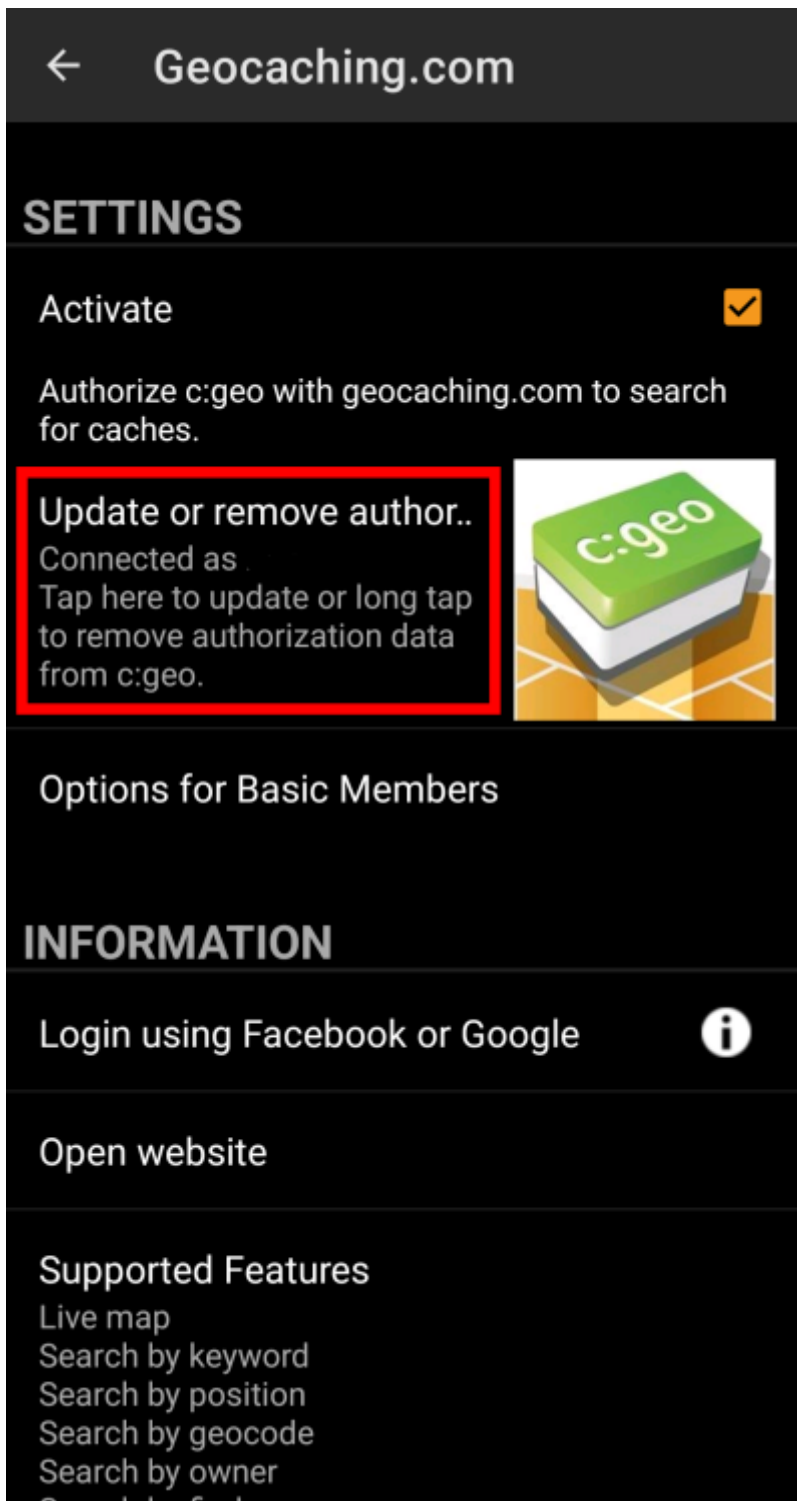 Geocaching.com
SETTINGS
Activate
Authorize c:geo with geocaching.com to search
for caches.
Update or remove author..
Connected as
Tap here to update or long tap
to remove authorization data
from c:geo.
c:geo
Options for Basic Members
INFORMATION
Login using Facebook or Google
Open website
Supported Features
Live map
Search by keyword
Search by position
Search by geocode
Search by owner